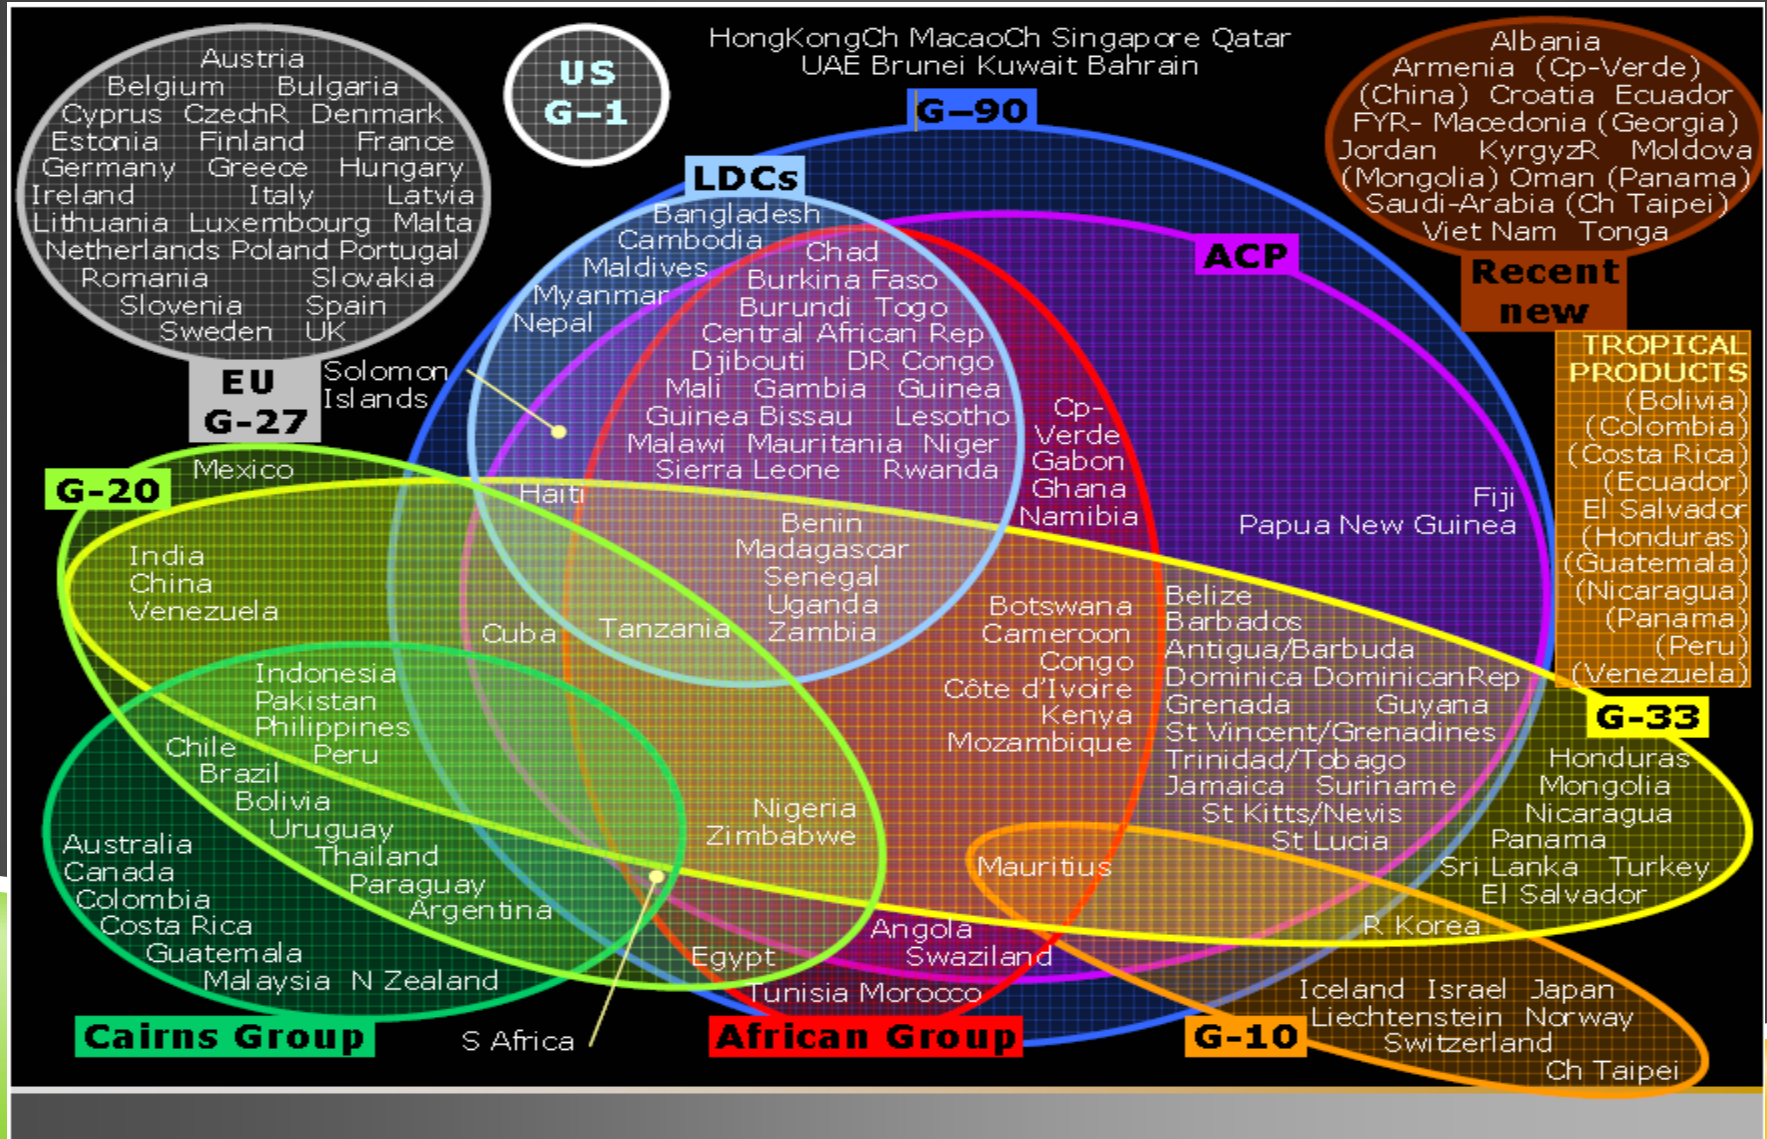 HongKongCh MacaoCh Singapore Qatar
UAE Brunei Kuwait Bahrain
Austria
Belgium Bulgaria
Cyprus CzechR Denmark
Estonia Finland France
Germany Greece Hungary
Ireland Italy Latvia
Lithuania Luxembourg Malta
Netherlands Poland Portugal
Romania Slovakia
Slovenia Spain
Sweden UK
EU
G-27
US
G-1
G-90
LDCs
Bangladesh
Cambodia
Maldives
Myanmar
Nepal
Solomon
Islands
Chad
Burkina Faso
Burundi Togo
Central African Rep
Djibouti DR Congo
Mali Gambia Guinea
Guinea Bissau Lesotho
Malawi Mauritania Niger
Sierra Leone Rwanda
Haiti
Benin
Madagascar
Senegal
Uganda
Zambia
Tanzania
Cuba
ACP
Cp-
Verde
Gabon
Ghana
Namibia
Fiji
Papua New Guinea
Albania
Armenia (Cp-Verde)
(China) Croatia Ecuador
FYR- Macedonia (Georgia)
Jordan KyrgyzR Moldova
(Mongolia) Oman (Panama)
Saudi-Arabia (Ch Taipei)
Viet Nam Tonga
Recent
new
TROPICAL
PRODUCTS
(Bolivia)
(Colombia)
(Costa Rica)
(Ecuador)
El Salvador
(Honduras)
(Guatemala)
(Nicaragua)
(Panama)
(Peru)
(Venezuela)
G-20
Mexico
India
China
Venezuela
Indonesia
Pakistan
Philippines
Peru
Chile
Brazil
Bolivia
Uruguay
Thailand
Paraguay
Argentina
Australia
Canada
Colombia
Costa Rica
Guatemala
Malaysia N Zealand
Cairns Group
S Africa
Botswana
Cameroon
Congo
Côte d'Ivoire
Kenya
Mozambique
Nigeria
Zimbabwe
Mauritius
Angola
Swaziland
Egypt
Tunisia Morocco
African Group
Belize
Barbados
Antigua/Barbuda
Dominica DominicanRep
Grenada Guyana
St Vincent/Grenadines
Trinidad/Tobago
Jamaica Suriname
St Kitts/Nevis
St Lucia
G-33
Honduras
Mongolia
Nicaragua
Panama
Sri Lanka Turkey
El Salvador
R Korea
G-10
Iceland Israel Japan
Liechtenstein Norway
Switzerland
Ch Taipei